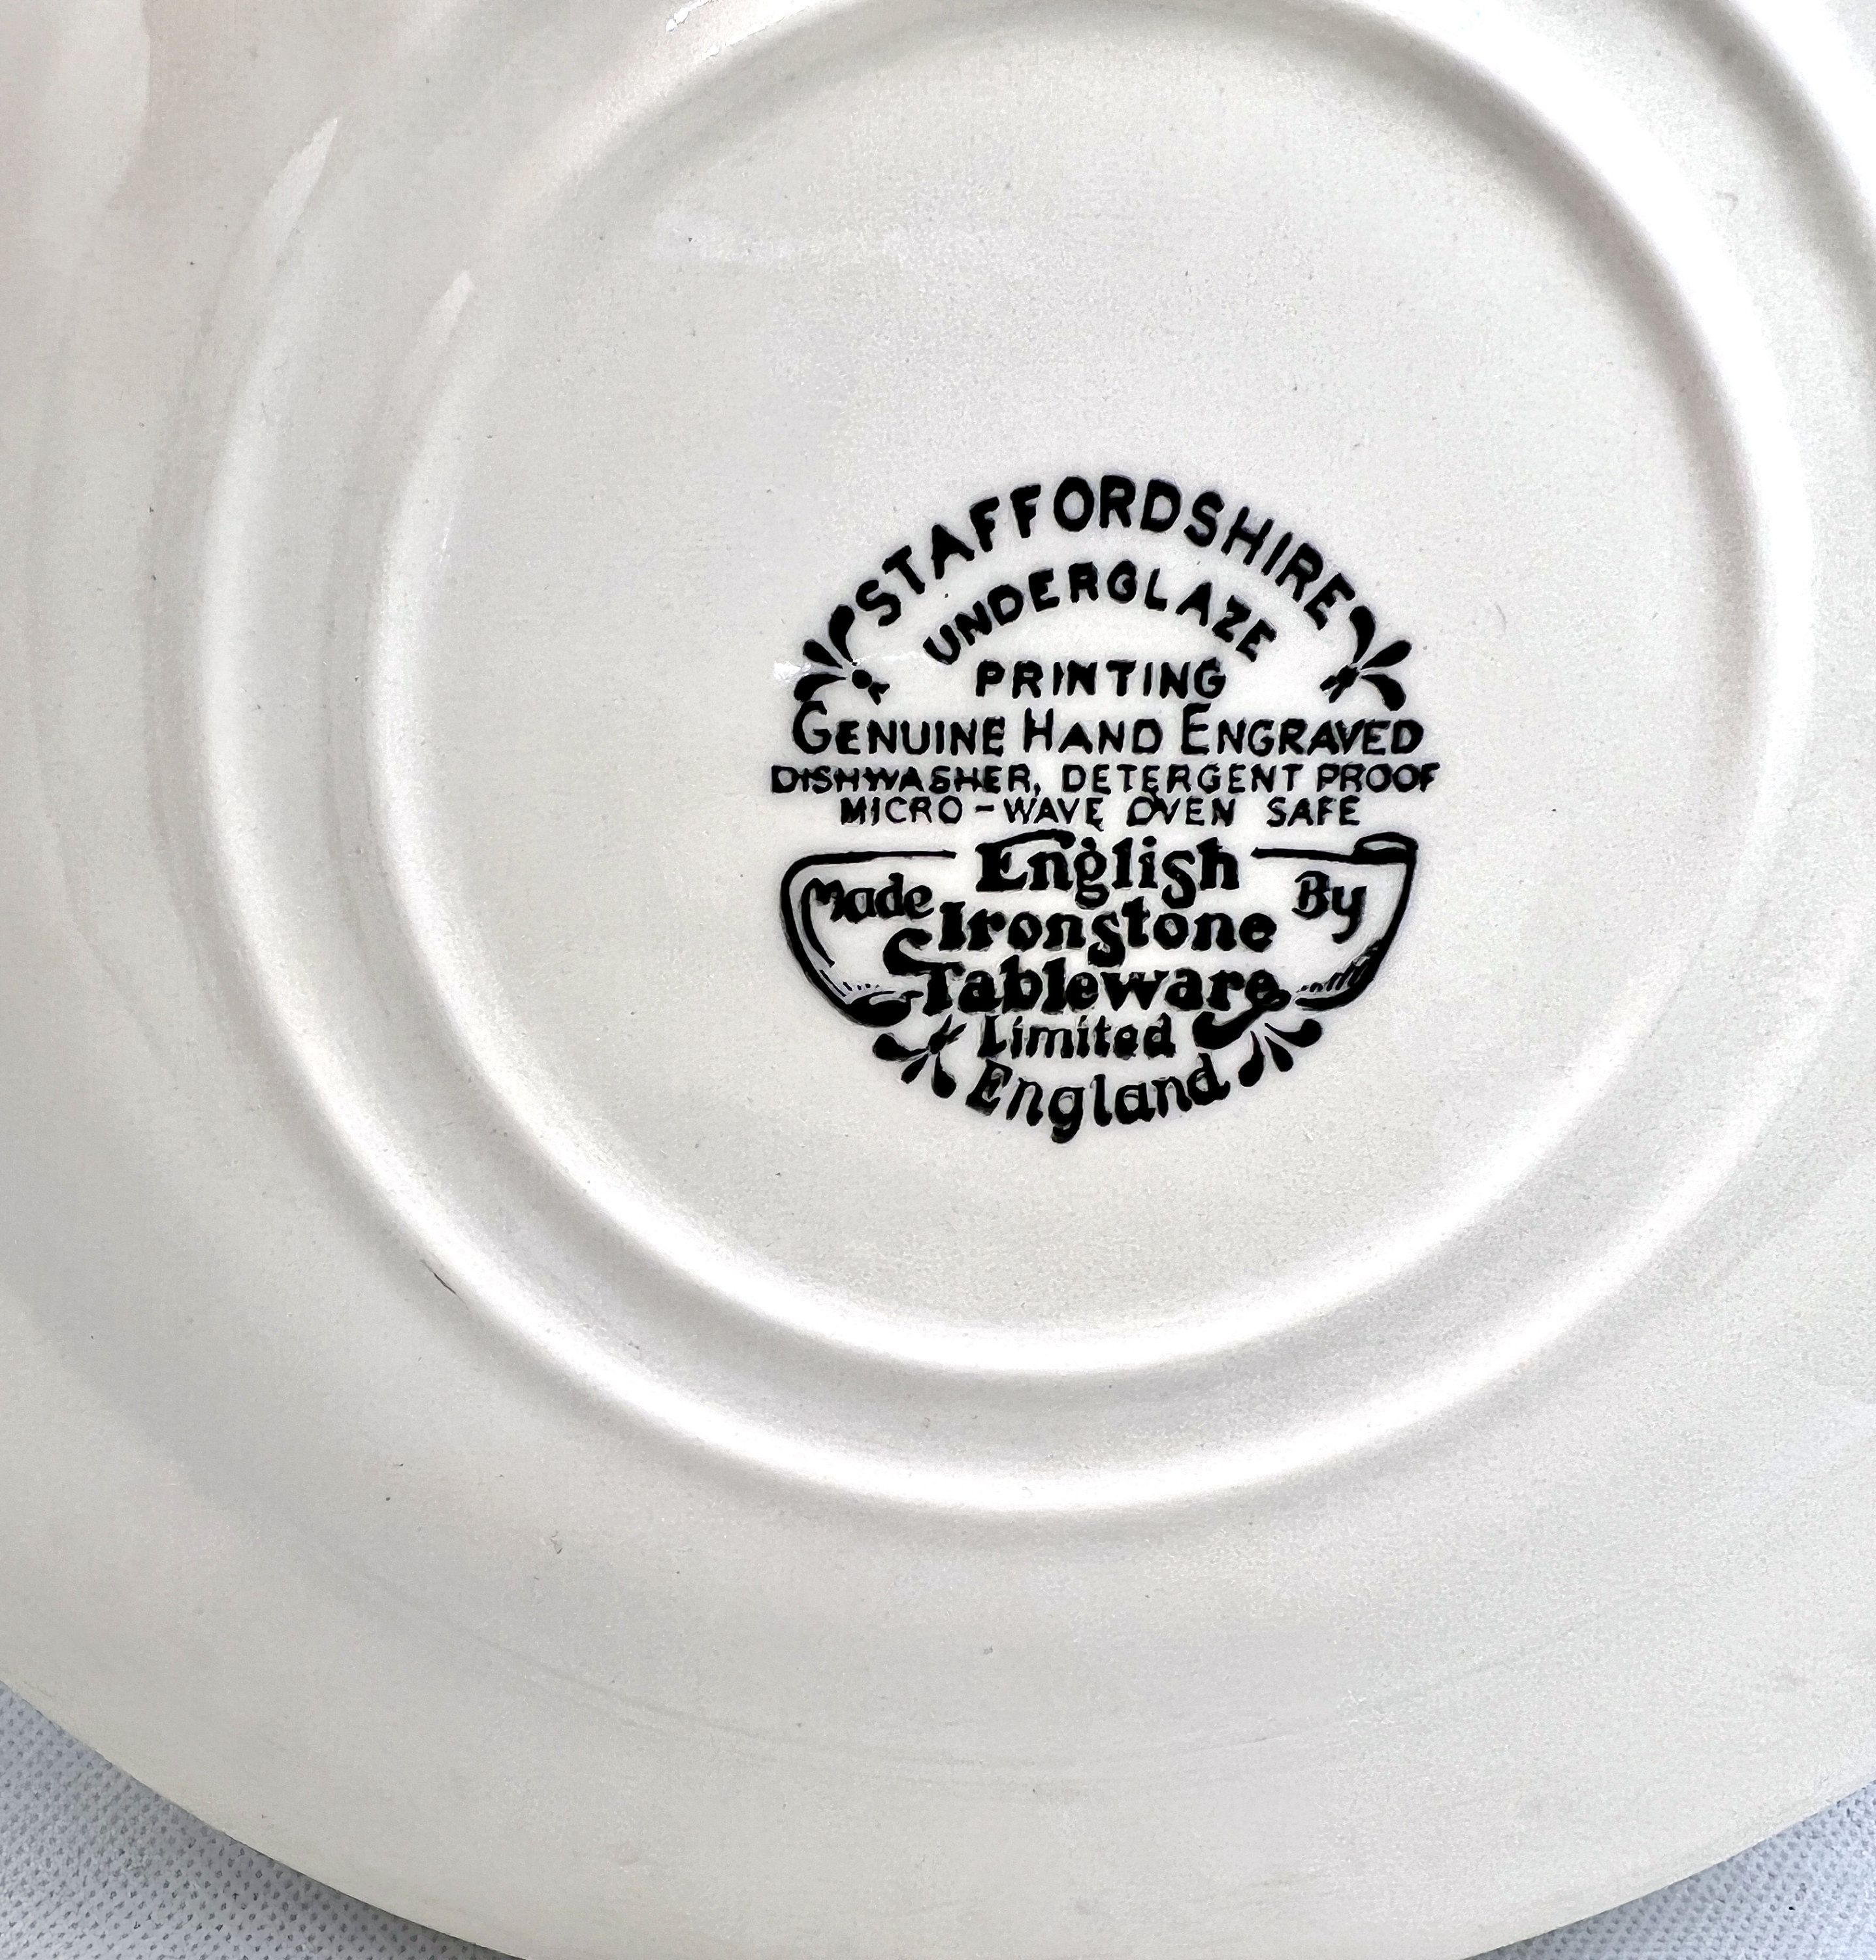 STAFFORDSHIRE
UNDERGLAZE
PRINTING
GENUINE HAND ENGRAVED
DISHWASHER, DETERGENT PROOF
MICRO-WAVE OVEN SAFE
Made English By
Ironstone
Tableware
Limited
England